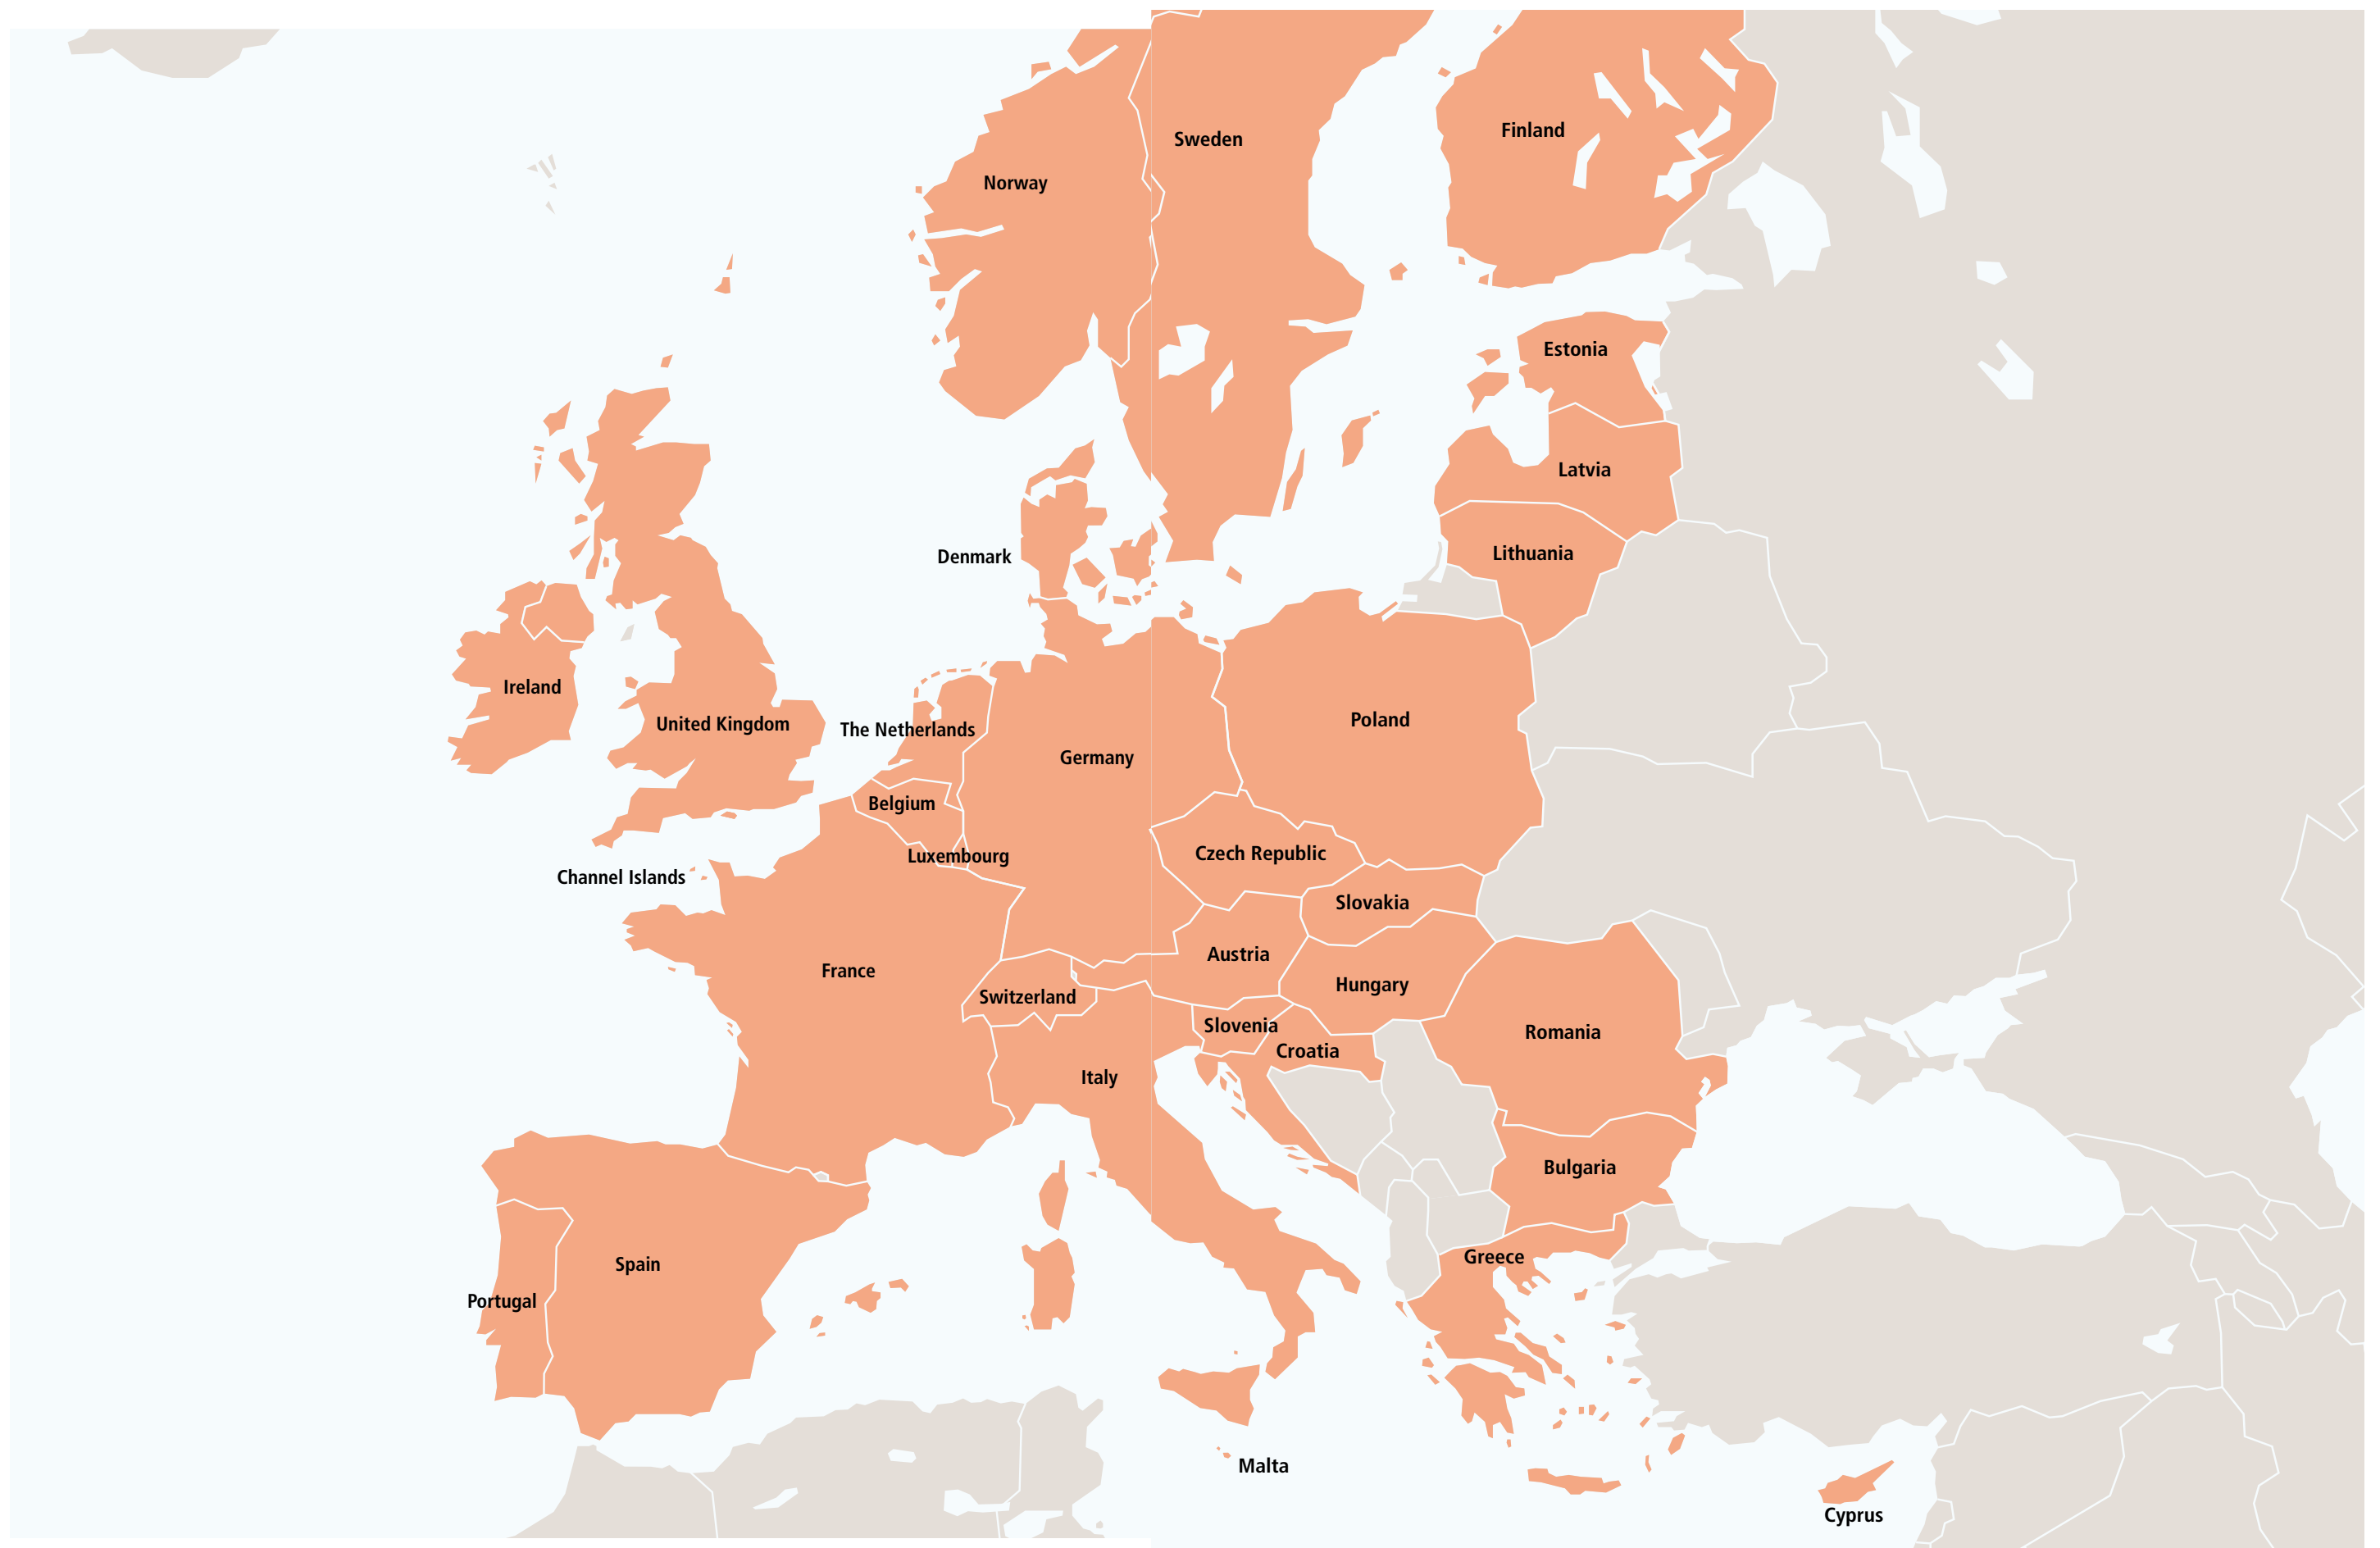 Sweden
Finland
Norway
Estonia
Latvia
Denmark
Lithuania
Ireland
United Kingdom
The Netherlands
Poland
Germany
Belgium
Luxembourg
Czech Republic
Channel Islands
Slovakia
France
Austria
Switzerland
Hungary
Slovenia
Romania
Croatia
Italy
Bulgaria
Spain
Greece
Portugal
Malta
Cyprus